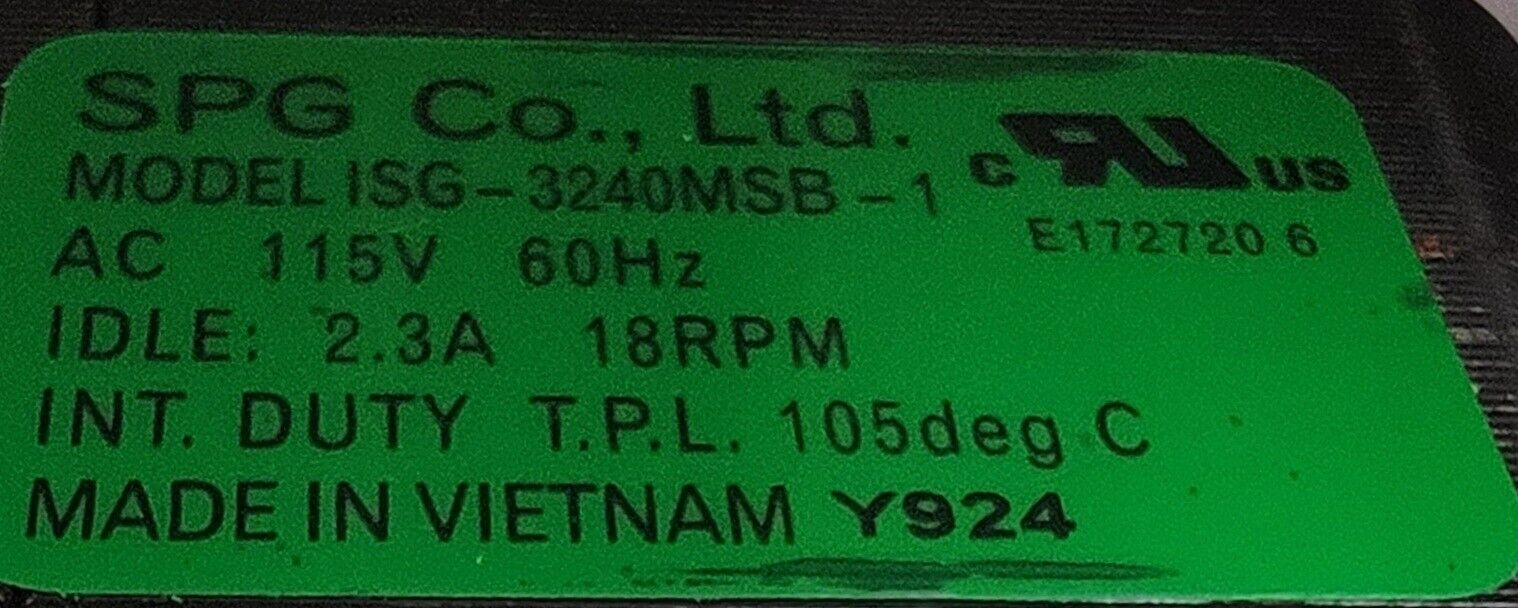 SPG Co., Ltd.
MODEL ISG-3240MSB-1
c RU US
E172720 6
AC 115V 60Hz
IDLE: 2.3A 18RPM
INT. DUTY T.P.L. 105deg C
MADE IN VIETNAM Y924